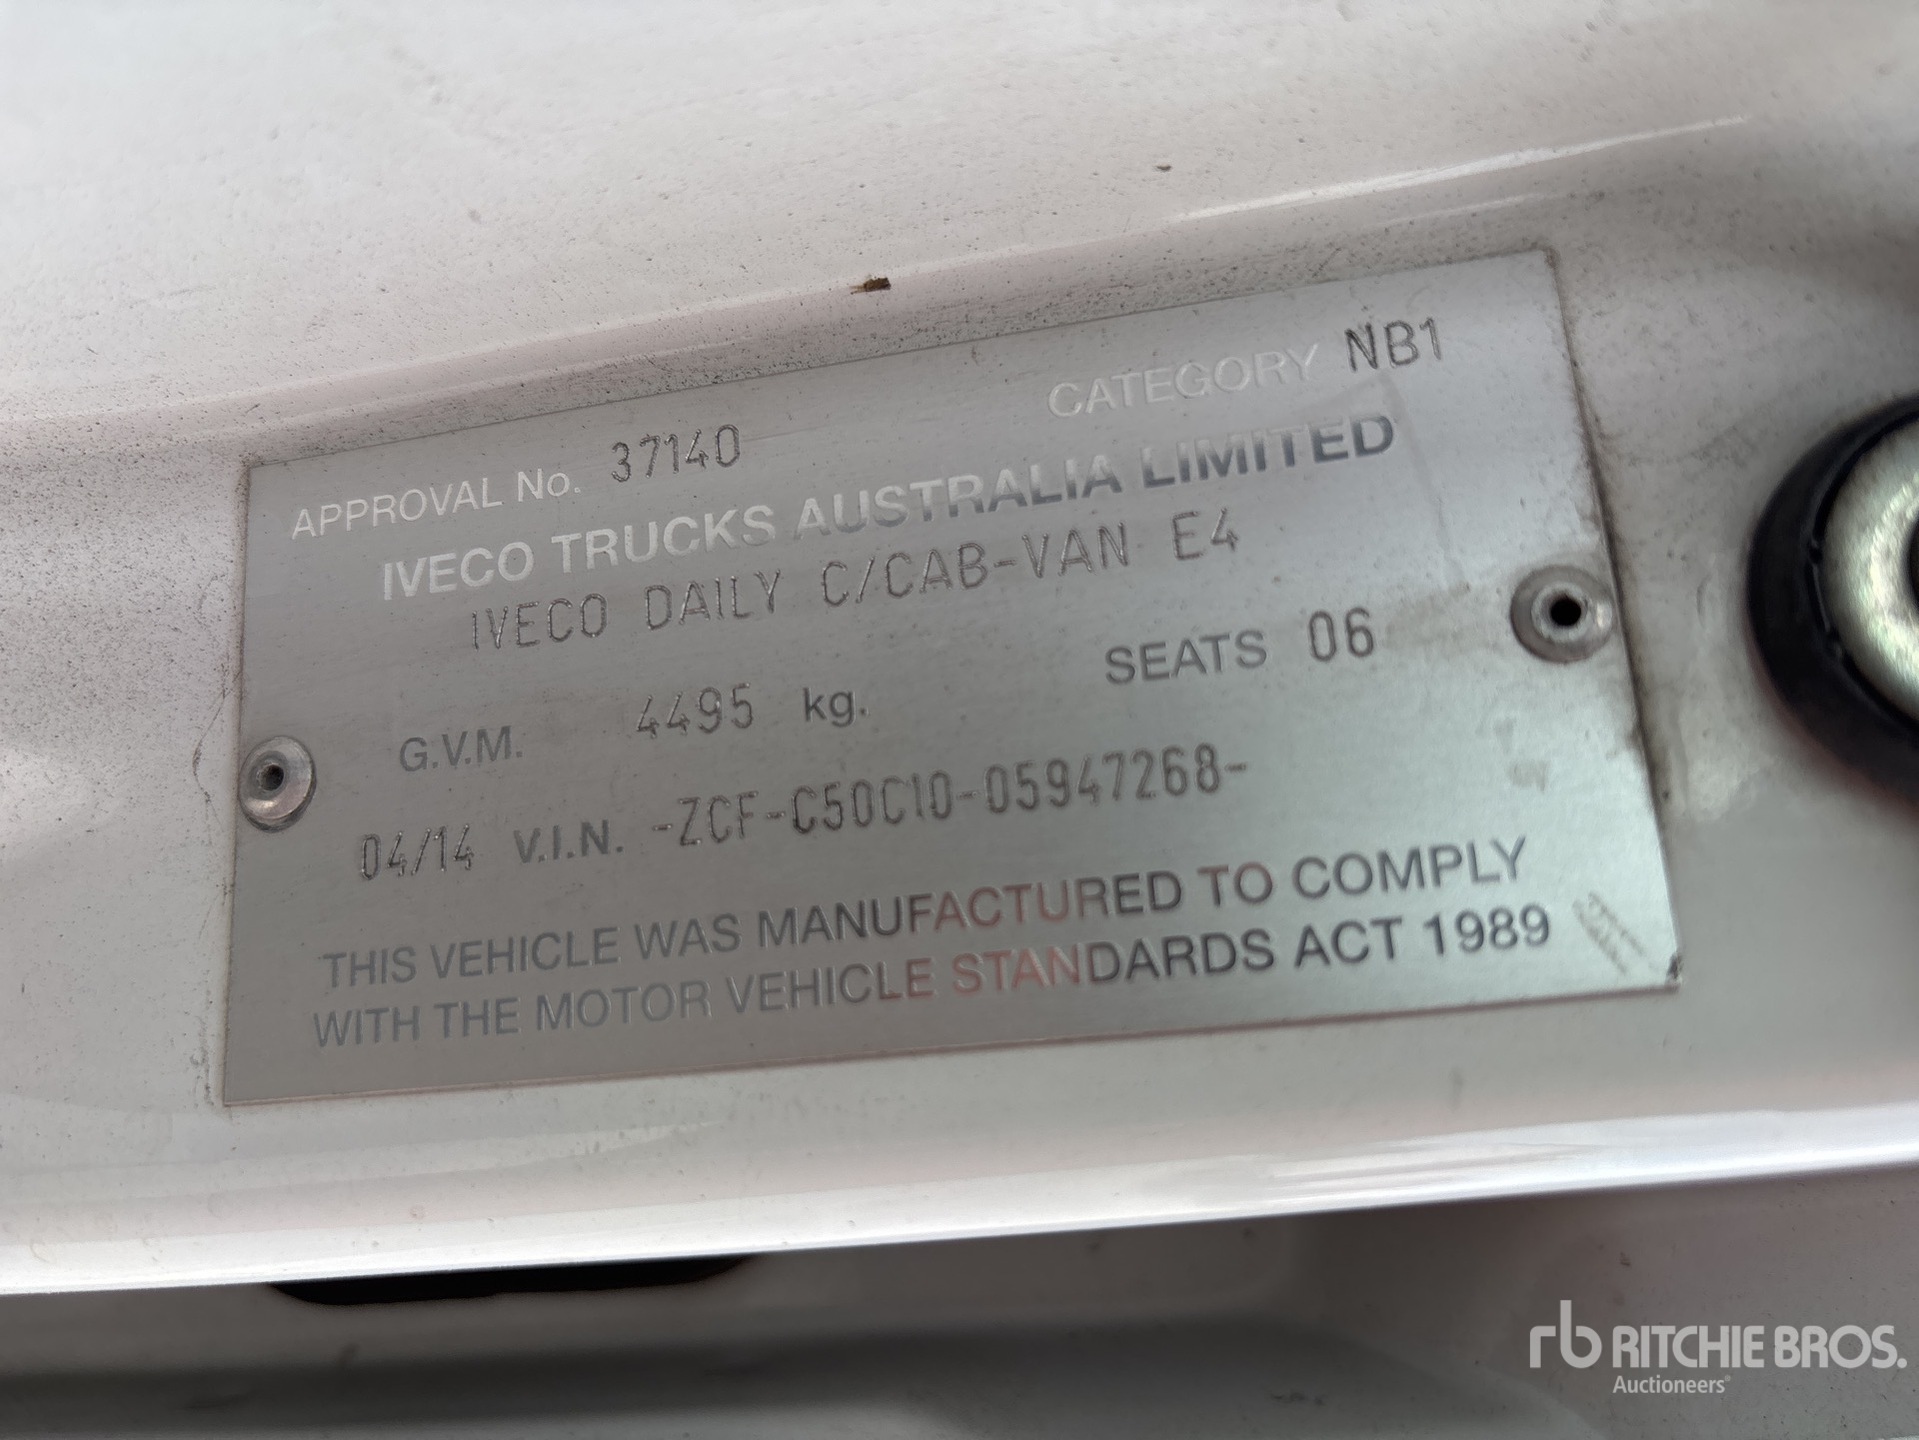 APPROVAL No. 37140 CATEGORY NB1
IVECO TRUCKS AUSTRALIA LIMITED
IVECO DAILY C/CAB-VAN E4
G.V.M. 4495 kg. SEATS 06
04/14 V.I.N. -ZCF-C50C10-05947268-
THIS VEHICLE WAS MANUFACTURED TO COMPLY
WITH THE MOTOR VEHICLE STANDARDS ACT 1989
rb RITCHIE BROS.
Auctioneers